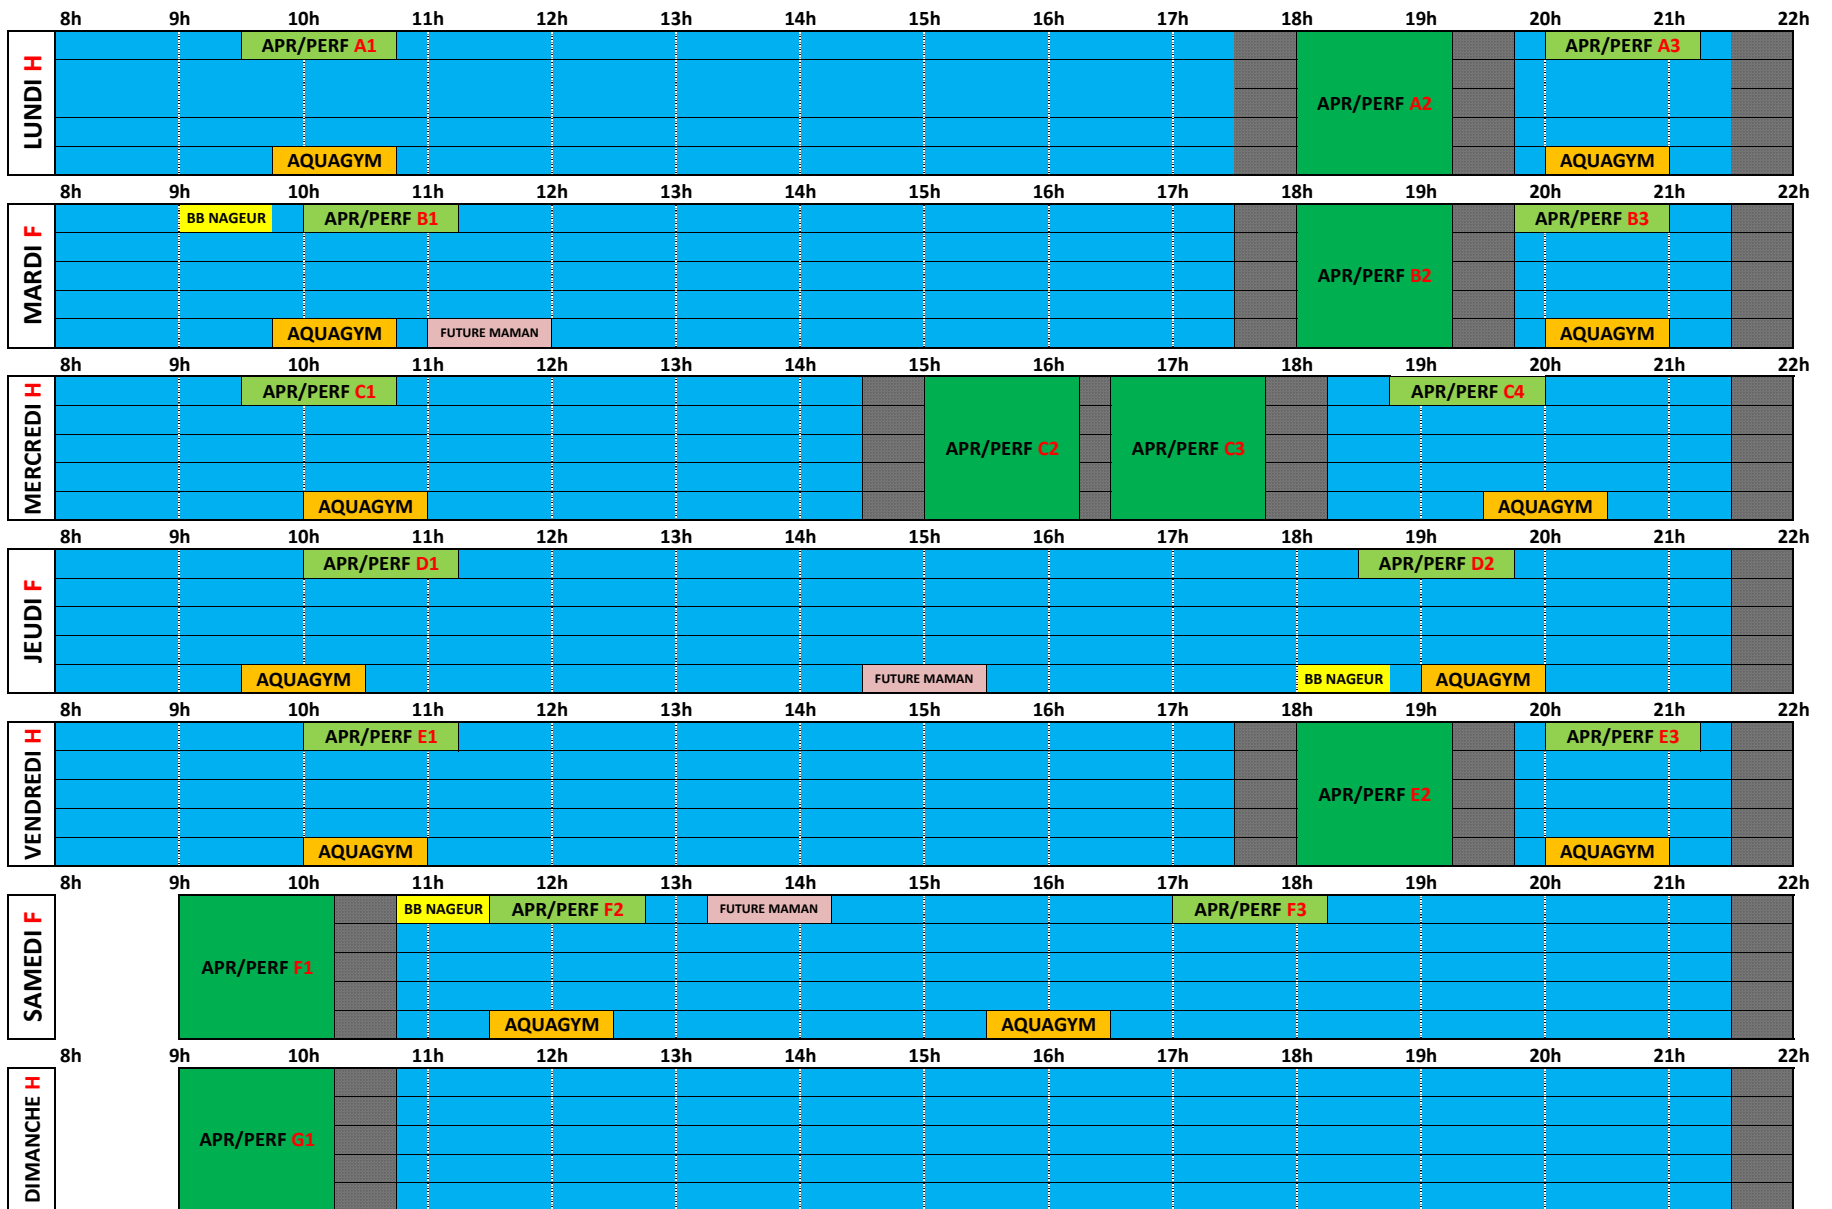 8h 9h 10h 11h 12h 13h 14h 15h 16h 17h 18h 19h 20h 21h 22h
LUNDI H
APR/PERF A1 APR/PERF A3
APR/PERF A2
AQUAGYM AQUAGYM
8h 9h 10h 11h 12h 13h 14h 15h 16h 17h 18h 19h 20h 21h 22h
MARDI F
BB NAGEUR APR/PERF B1 APR/PERF B3
APR/PERF B2
AQUAGYM FUTURE MAMAN AQUAGYM
8h 9h 10h 11h 12h 13h 14h 15h 16h 17h 18h 19h 20h 21h 22h
MERCREDI H
APR/PERF C1 APR/PERF C4
APR/PERF C2 APR/PERF C3
AQUAGYM AQUAGYM
8h 9h 10h 11h 12h 13h 14h 15h 16h 17h 18h 19h 20h 21h 22h
JEUDI F
APR/PERF D1 APR/PERF D2
AQUAGYM FUTURE MAMAN BB NAGEUR AQUAGYM
8h 9h 10h 11h 12h 13h 14h 15h 16h 17h 18h 19h 20h 21h 22h
VENDREDI H
APR/PERF E1 APR/PERF E3
APR/PERF E2
AQUAGYM AQUAGYM
8h 9h 10h 11h 12h 13h 14h 15h 16h 17h 18h 19h 20h 21h 22h
SAMEDI F
BB NAGEUR APR/PERF F2 FUTURE MAMAN APR/PERF F3
APR/PERF F1
AQUAGYM AQUAGYM
8h 9h 10h 11h 12h 13h 14h 15h 16h 17h 18h 19h 20h 21h 22h
DIMANCHE H
APR/PERF G1